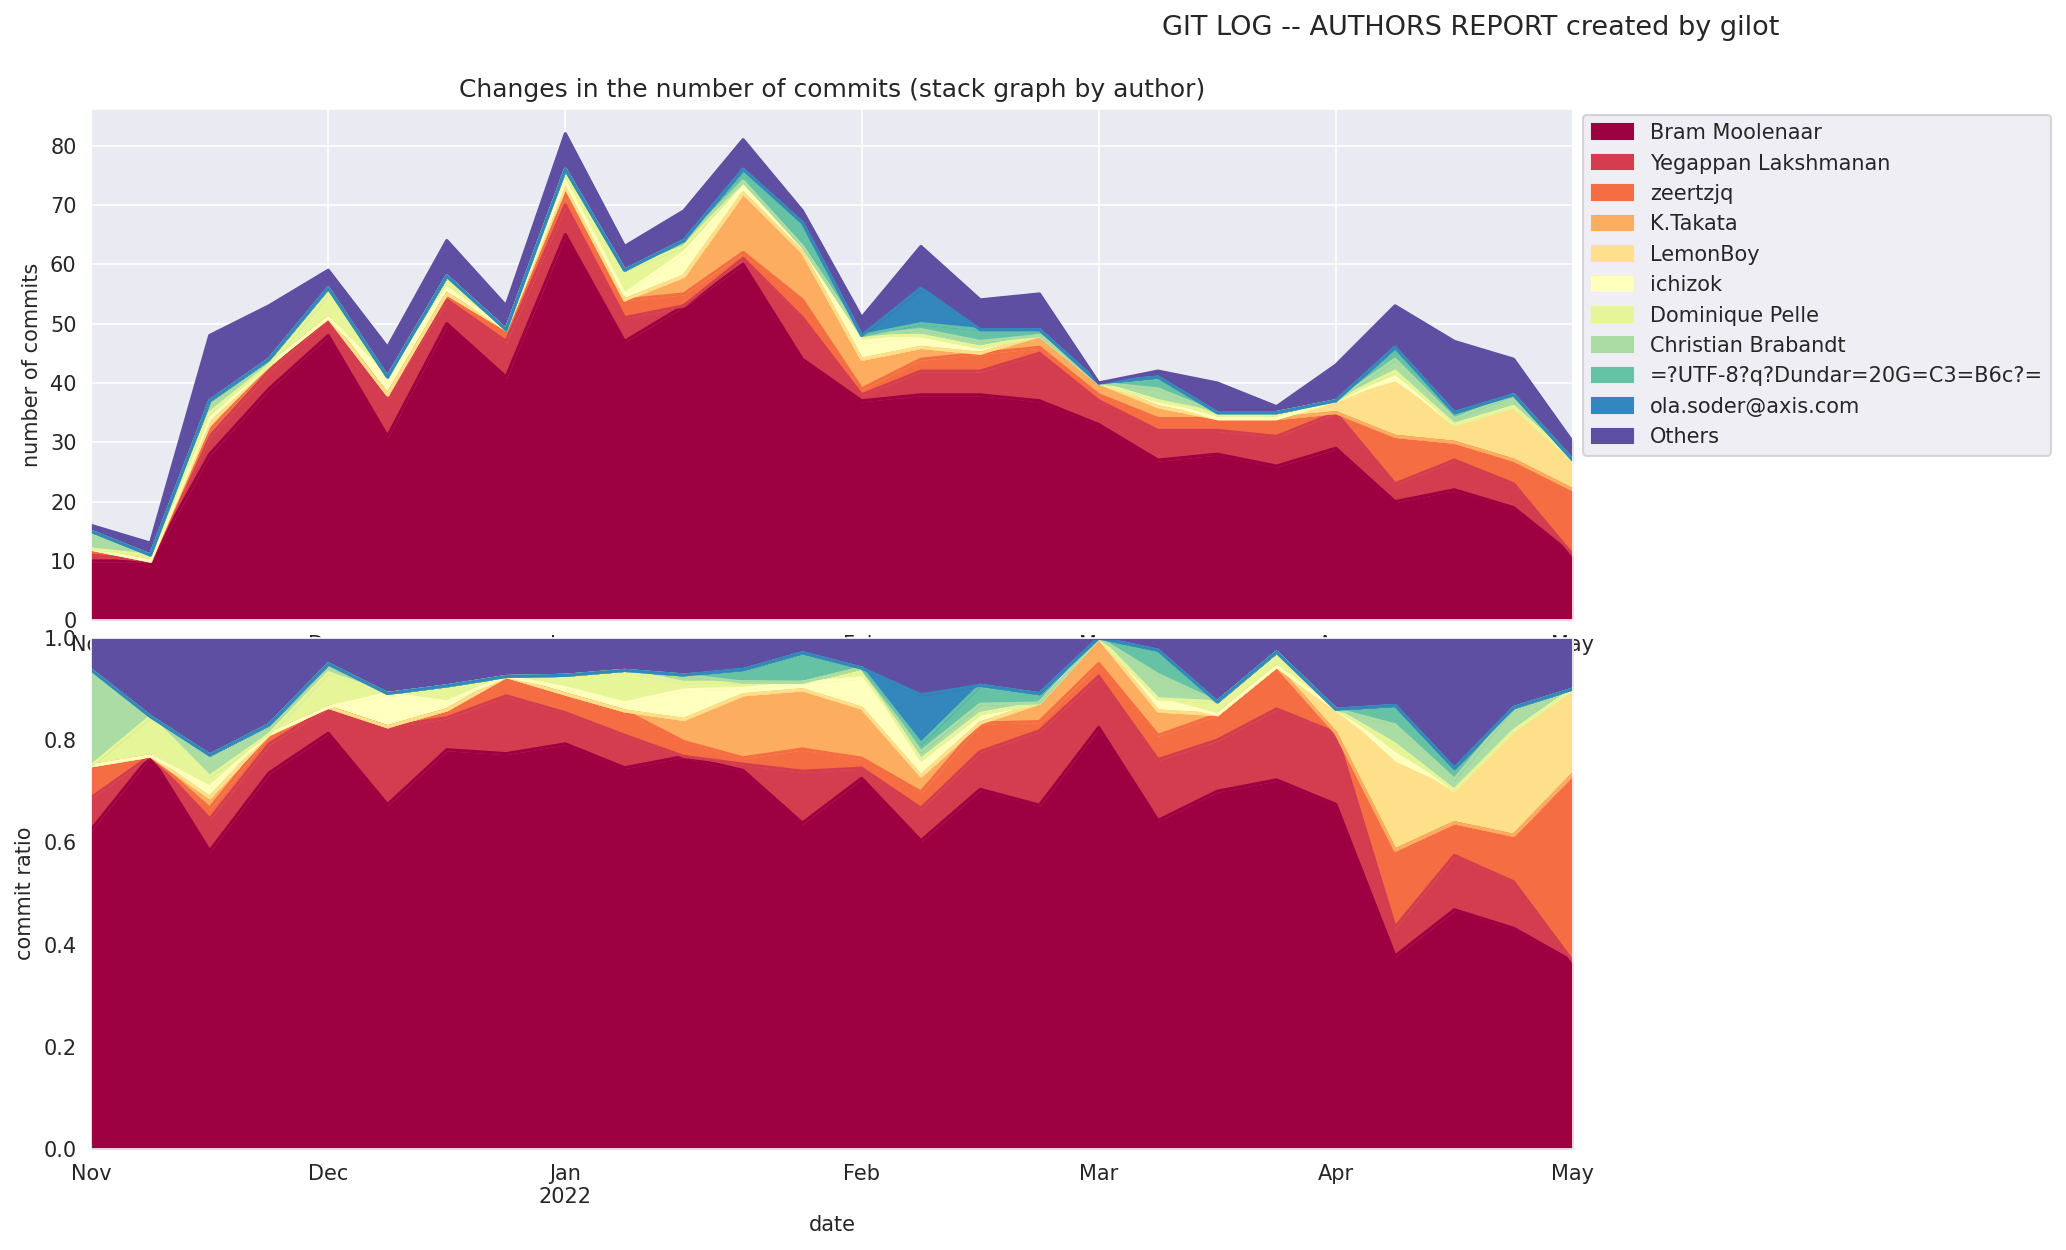 GIT LOG -- AUTHORS REPORT created by gilot
Changes in the number of commits (stack graph by author)
number of commits
80
70
60
50
40
30
20
10
0
Bram Moolenaar
Yegappan Lakshmanan
zeertzjq
K.Takata
LemonBoy
ichizok
Dominique Pelle
Christian Brabandt
=?UTF-8?q?Dundar=20G=C3=B6c?=
ola.soder@axis.com
Others
commit ratio
1.0
0.8
0.6
0.4
0.2
0.0
Nov Dec Jan Feb Mar Apr May
2022
date